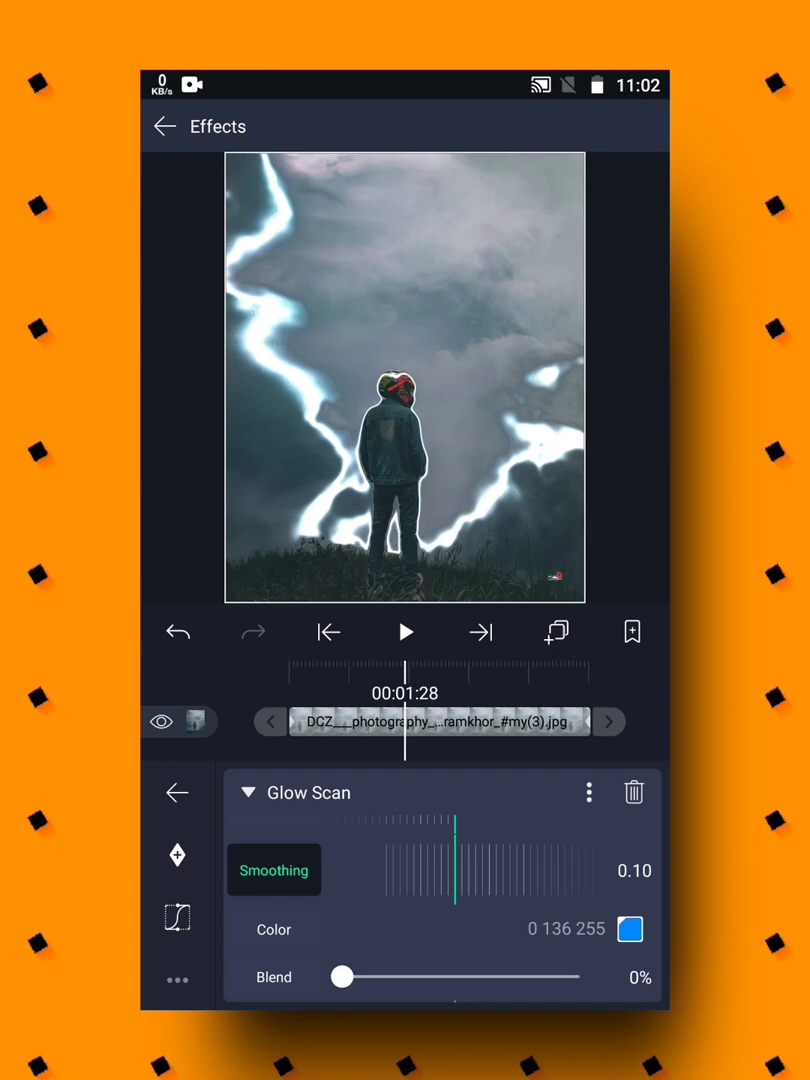 0
KB/s
11:02
Effects
00:01:28
DCZ___photography_...ramkhor_#my(3).jpg
Glow Scan
Smoothing
0.10
Color
0 136 255
Blend
0%